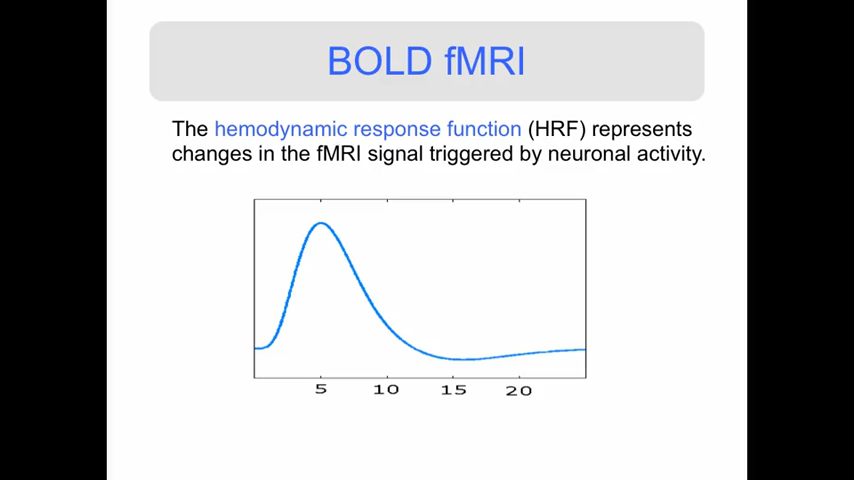 BOLD fMRI
The hemodynamic response function (HRF) represents
changes in the fMRI signal triggered by neuronal activity.
5 10 15 20